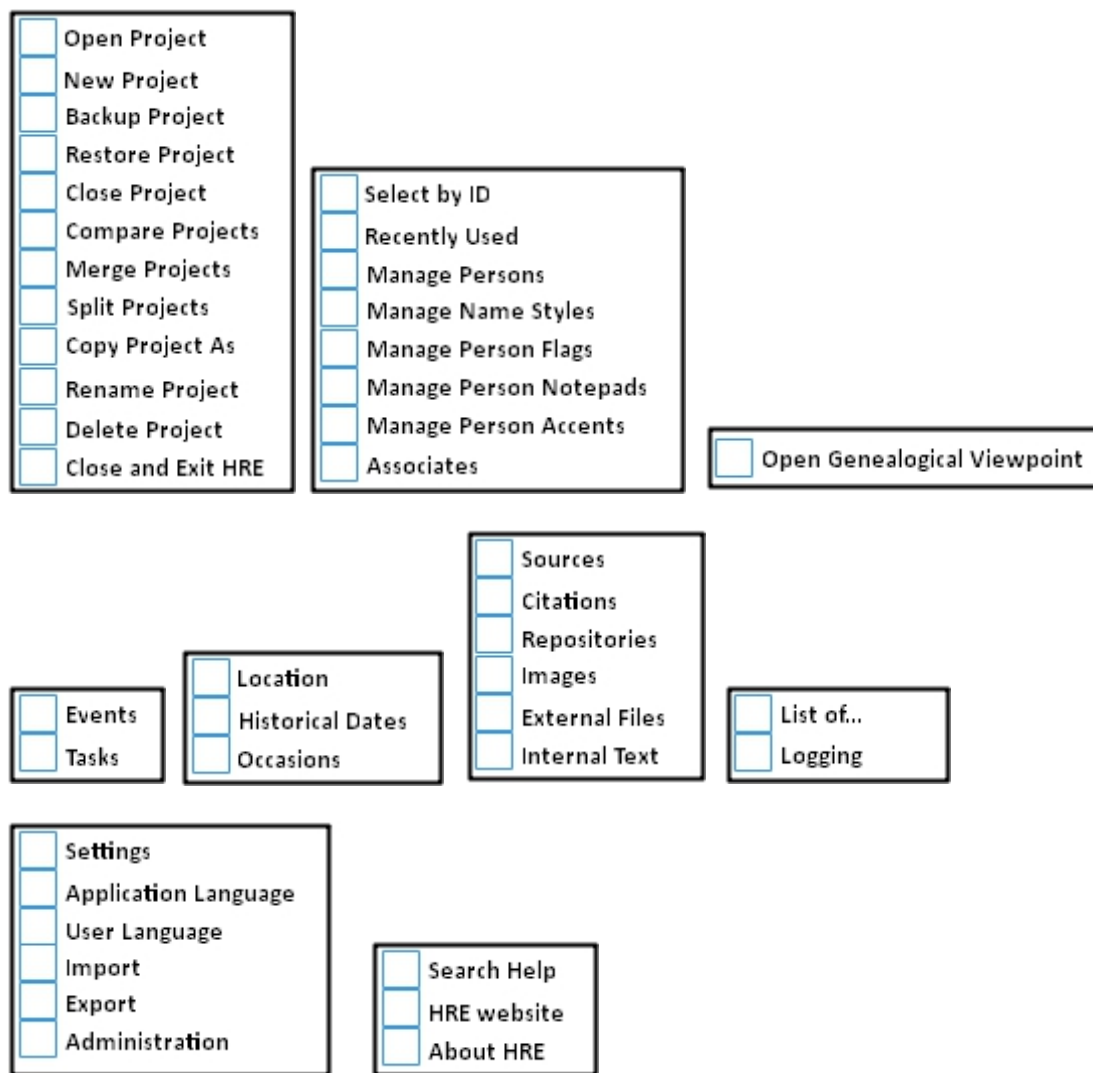 Open Project
New Project
Backup Project
Restore Project
Close Project
Compare Projects
Merge Projects
Split Projects
Copy Project As
Rename Project
Delete Project
Close and Exit HRE
Select by ID
Recently Used
Manage Persons
Manage Name Styles
Manage Person Flags
Manage Person Notepads
Manage Person Accents
Associates
Open Genealogical Viewpoint
Events
Tasks
Location
Historical Dates
Occasions
Sources
Citations
Repositories
Images
External Files
Internal Text
List of...
Logging
Settings
Application Language
User Language
Import
Export
Administration
Search Help
HRE website
About HRE